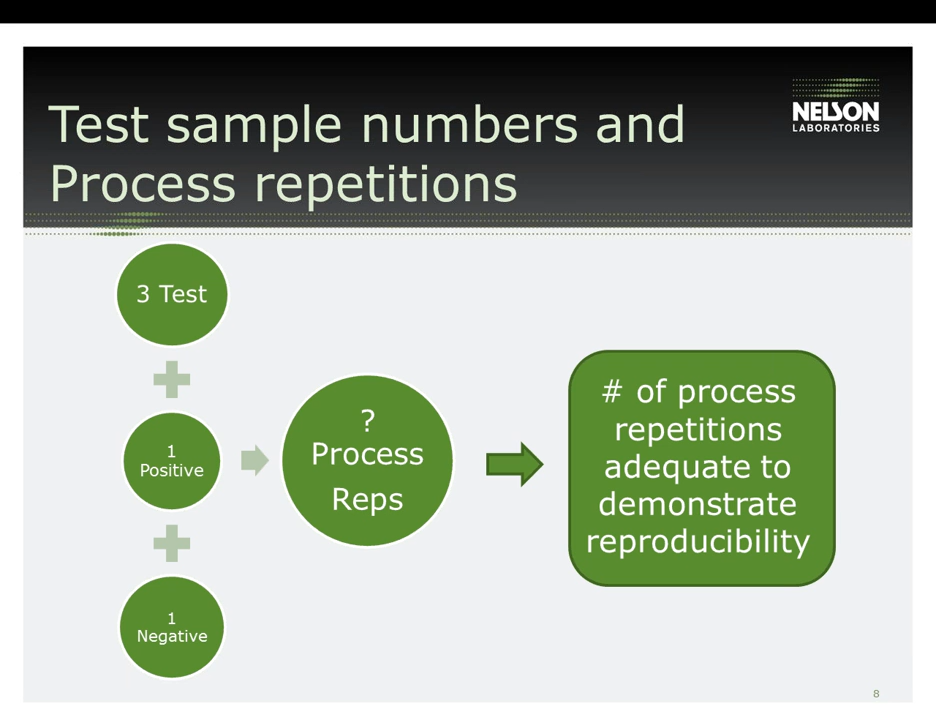 Test sample numbers and
Process repetitions
NELSON
LABORATORIES
3 Test
1
Positive
1
Negative
?
Process
Reps
# of process
repetitions
adequate to
demonstrate
reproducibility
8